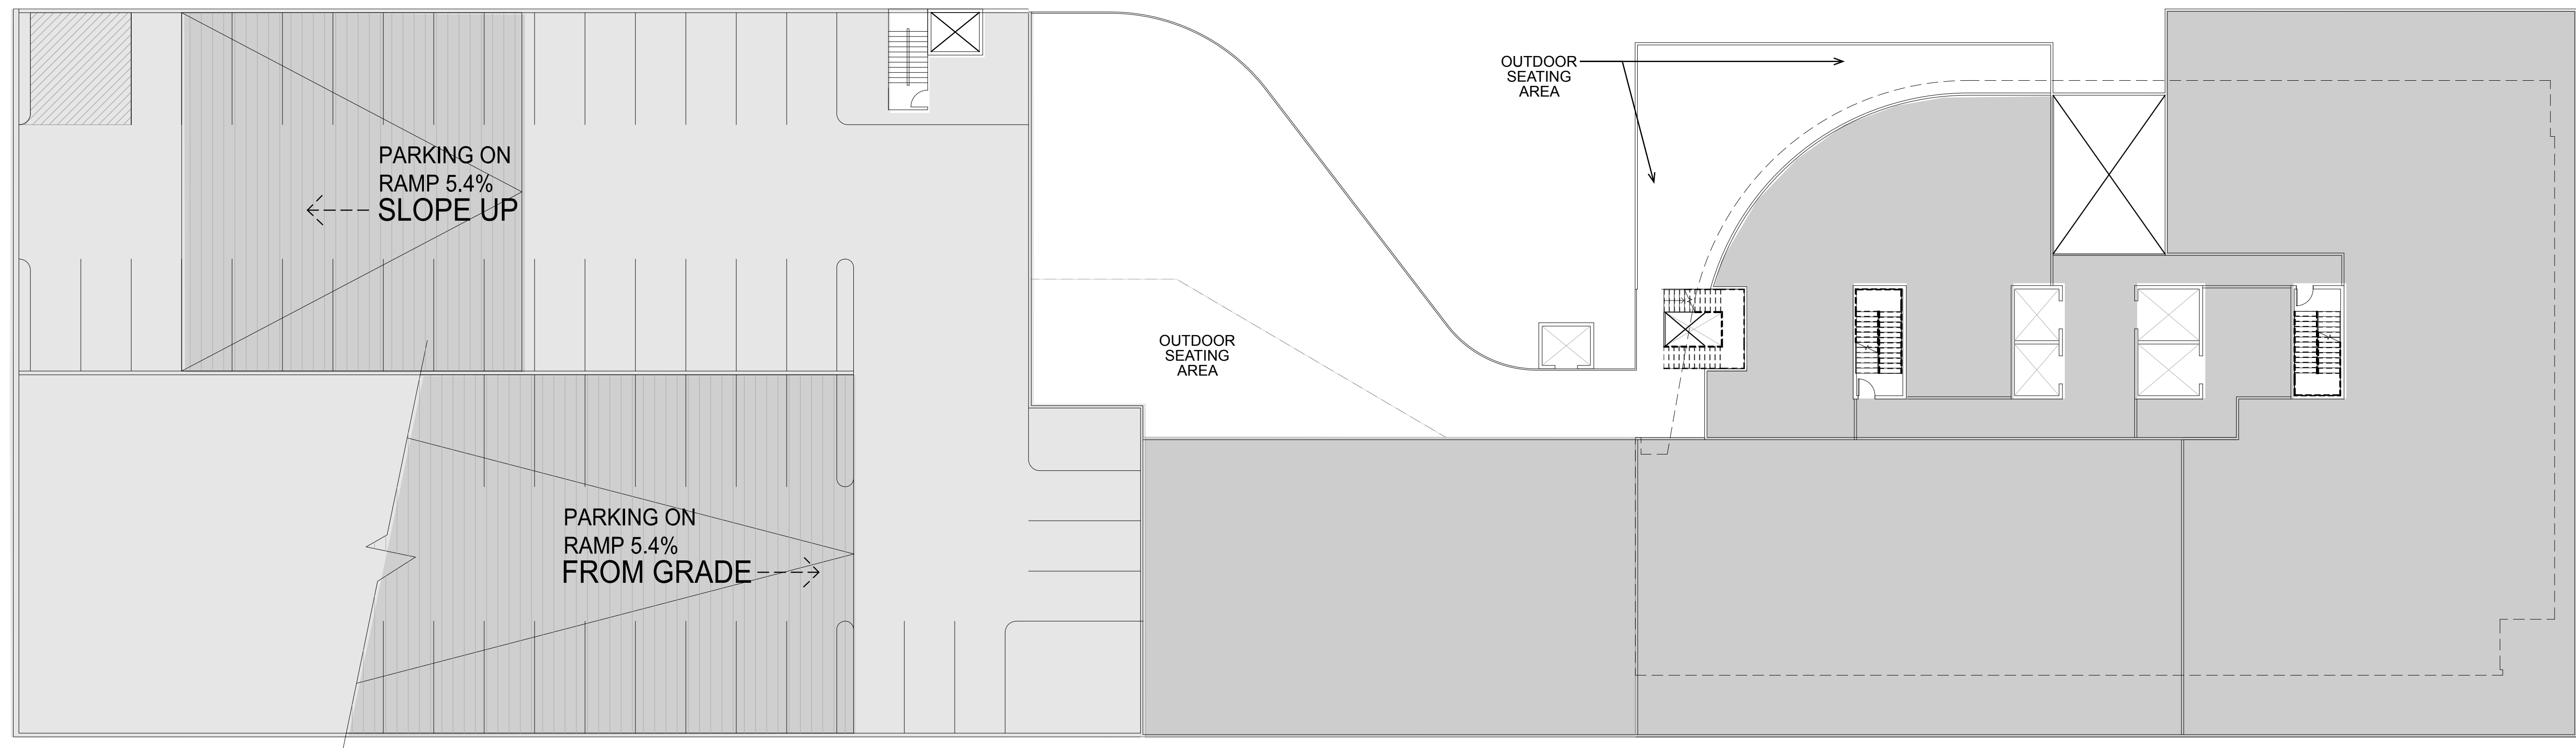 PARKING ON
RAMP 5.4%
SLOPE UP
OUTDOOR
SEATING
AREA
OUTDOOR
SEATING
AREA
PARKING ON
RAMP 5.4%
FROM GRADE